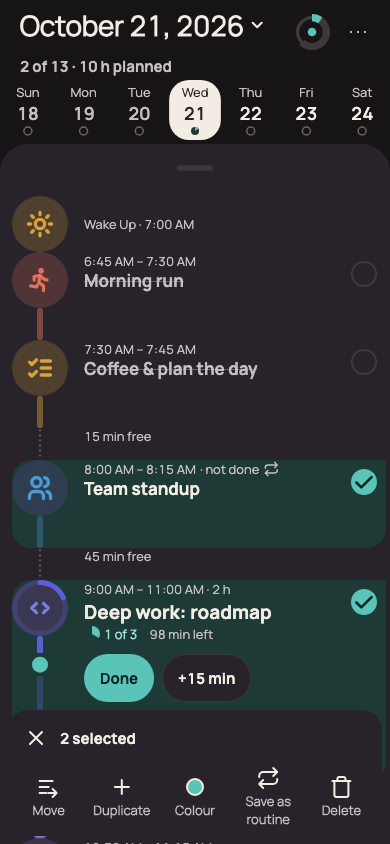 October 21, 2026
2 of 13 · 10 h planned
Sun Mon Tue Wed Thu Fri Sat
18 19 20 21 22 23 24
Wake Up · 7:00 AM
6:45 AM – 7:30 AM
Morning run
7:30 AM – 7:45 AM
Coffee & plan the day
15 min free
8:00 AM – 8:15 AM · not done
Team standup
45 min free
9:00 AM – 11:00 AM · 2 h
Deep work: roadmap
1 of 3 98 min left
Done +15 min
2 selected
Move Duplicate Colour Save as routine Delete